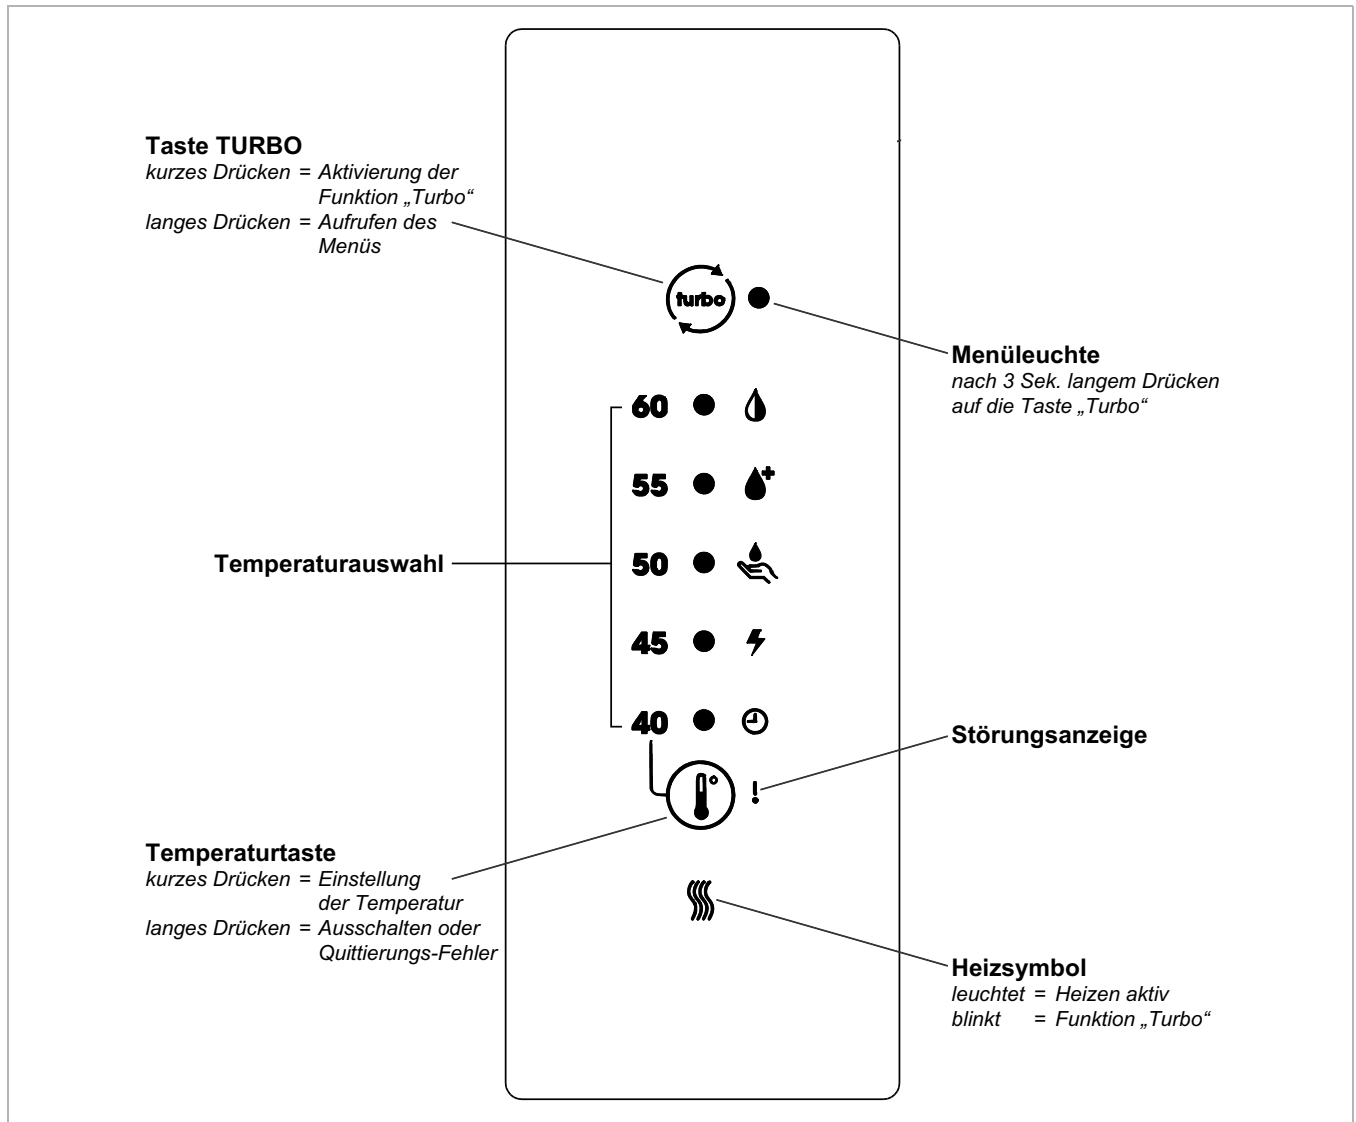 Taste TURBO
kurzes Drücken = Aktivierung der
Funktion „Turbo“
langes Drücken = Aufrufen des
Menüs
turbo
Menüleuchte
nach 3 Sek. langem Drücken
auf die Taste „Turbo“
60
55
Temperaturauswahl
50
45
40
Störungsanzeige
!
Temperaturtaste
kurzes Drücken = Einstellung
der Temperatur
langes Drücken = Ausschalten oder
Quittierungs-Fehler
Heizsymbol
leuchtet = Heizen aktiv
blinkt = Funktion „Turbo“